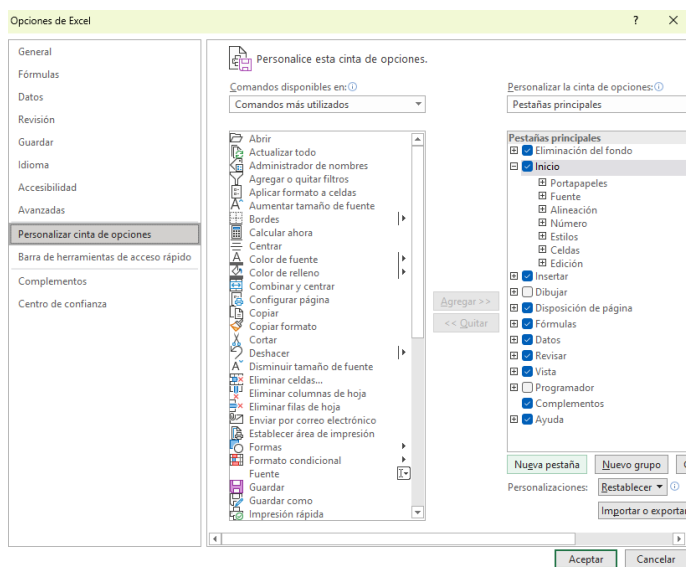 Opciones de Excel
?
General
Fórmulas
Datos
Revisión
Guardar
Idioma
Accesibilidad
Avanzadas
Personalizar cinta de opciones
Barra de herramientas de acceso rápido
Complementos
Centro de confianza
Personalice esta cinta de opciones.
Comandos disponibles en:
Comandos más utilizados
Abrir
Actualizar todo
Administrador de nombres
Agregar o quitar filtros
Aplicar formato a celdas
Aumentar tamaño de fuente
Bordes
Calcular ahora
Centrar
Color de fuente
Color de relleno
Combinar y centrar
Configurar página
Copiar
Copiar formato
Cortar
Deshacer
Disminuir tamaño de fuente
Eliminar celdas...
Eliminar columnas de hoja
Eliminar filas de hoja
Enviar por correo electrónico
Establecer área de impresión
Formas
Formato condicional
Fuente
Guardar
Guardar como
Impresión rápida
Agregar >>
<< Quitar
Personalizar la cinta de opciones:
Pestañas principales
Pestañas principales
Eliminación del fondo
Inicio
Portapapeles
Fuente
Alineación
Número
Estilos
Celdas
Edición
Insertar
Dibujar
Disposición de página
Fórmulas
Datos
Revisar
Vista
Programador
Complementos
Ayuda
Nueva pestaña
Nuevo grupo
Personalizaciones:
Restablecer
Importar o exportar
Aceptar
Cancelar